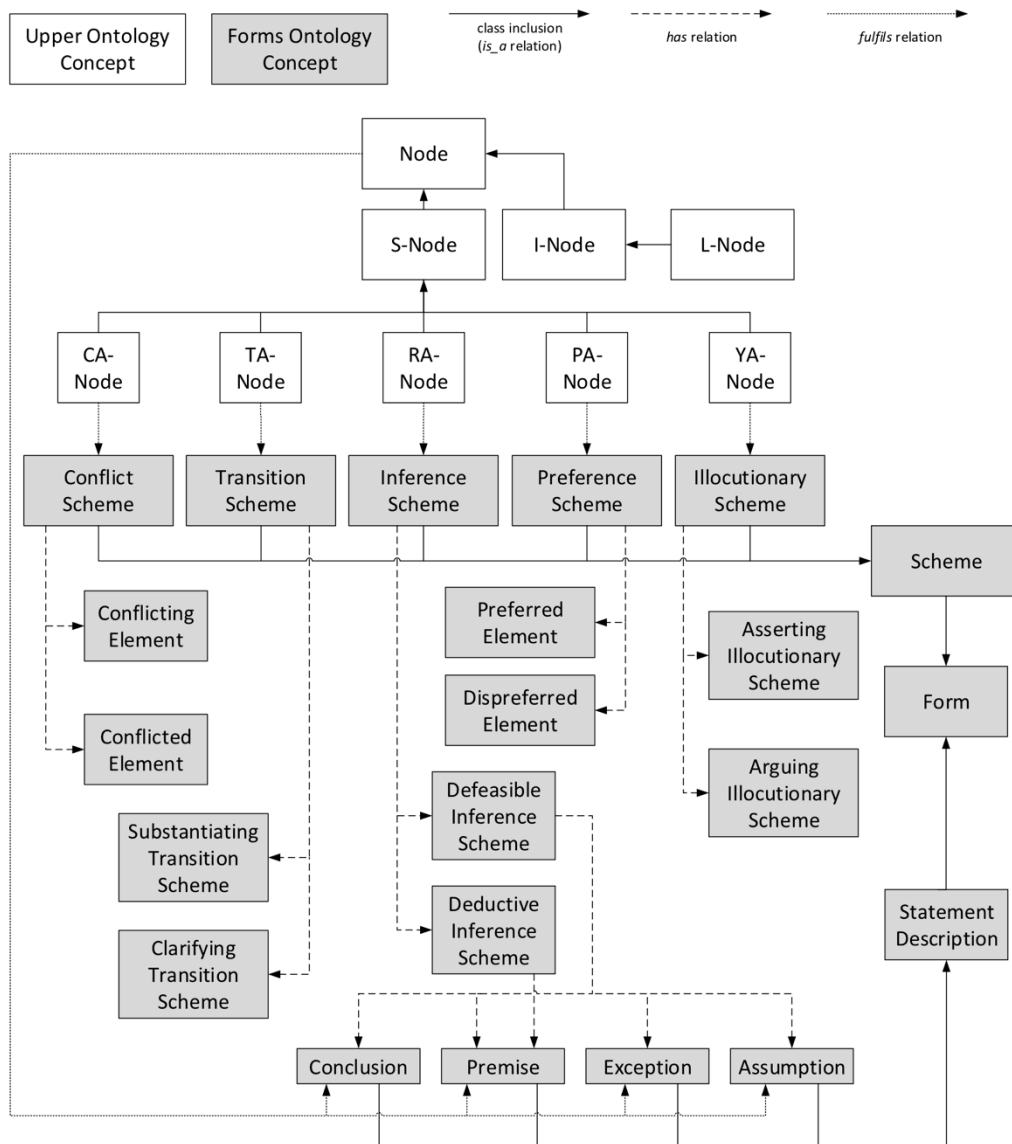 Upper Ontology
Concept
Forms Ontology
Concept
class inclusion
(is_a relation)
has relation
fulfils relation
Node
S-Node
I-Node
L-Node
CA-
Node
TA-
Node
RA-
Node
PA-
Node
YA-
Node
Conflict
Scheme
Transition
Scheme
Inference
Scheme
Preference
Scheme
Illocutionary
Scheme
Scheme
Conflicting
Element
Preferred
Element
Asserting
Illocutionary
Scheme
Form
Conflicted
Element
Dispreferred
Element
Arguing
Illocutionary
Scheme
Substantiating
Transition
Scheme
Defeasible
Inference
Scheme
Clarifying
Transition
Scheme
Deductive
Inference
Scheme
Statement
Description
Conclusion
Premise
Exception
Assumption